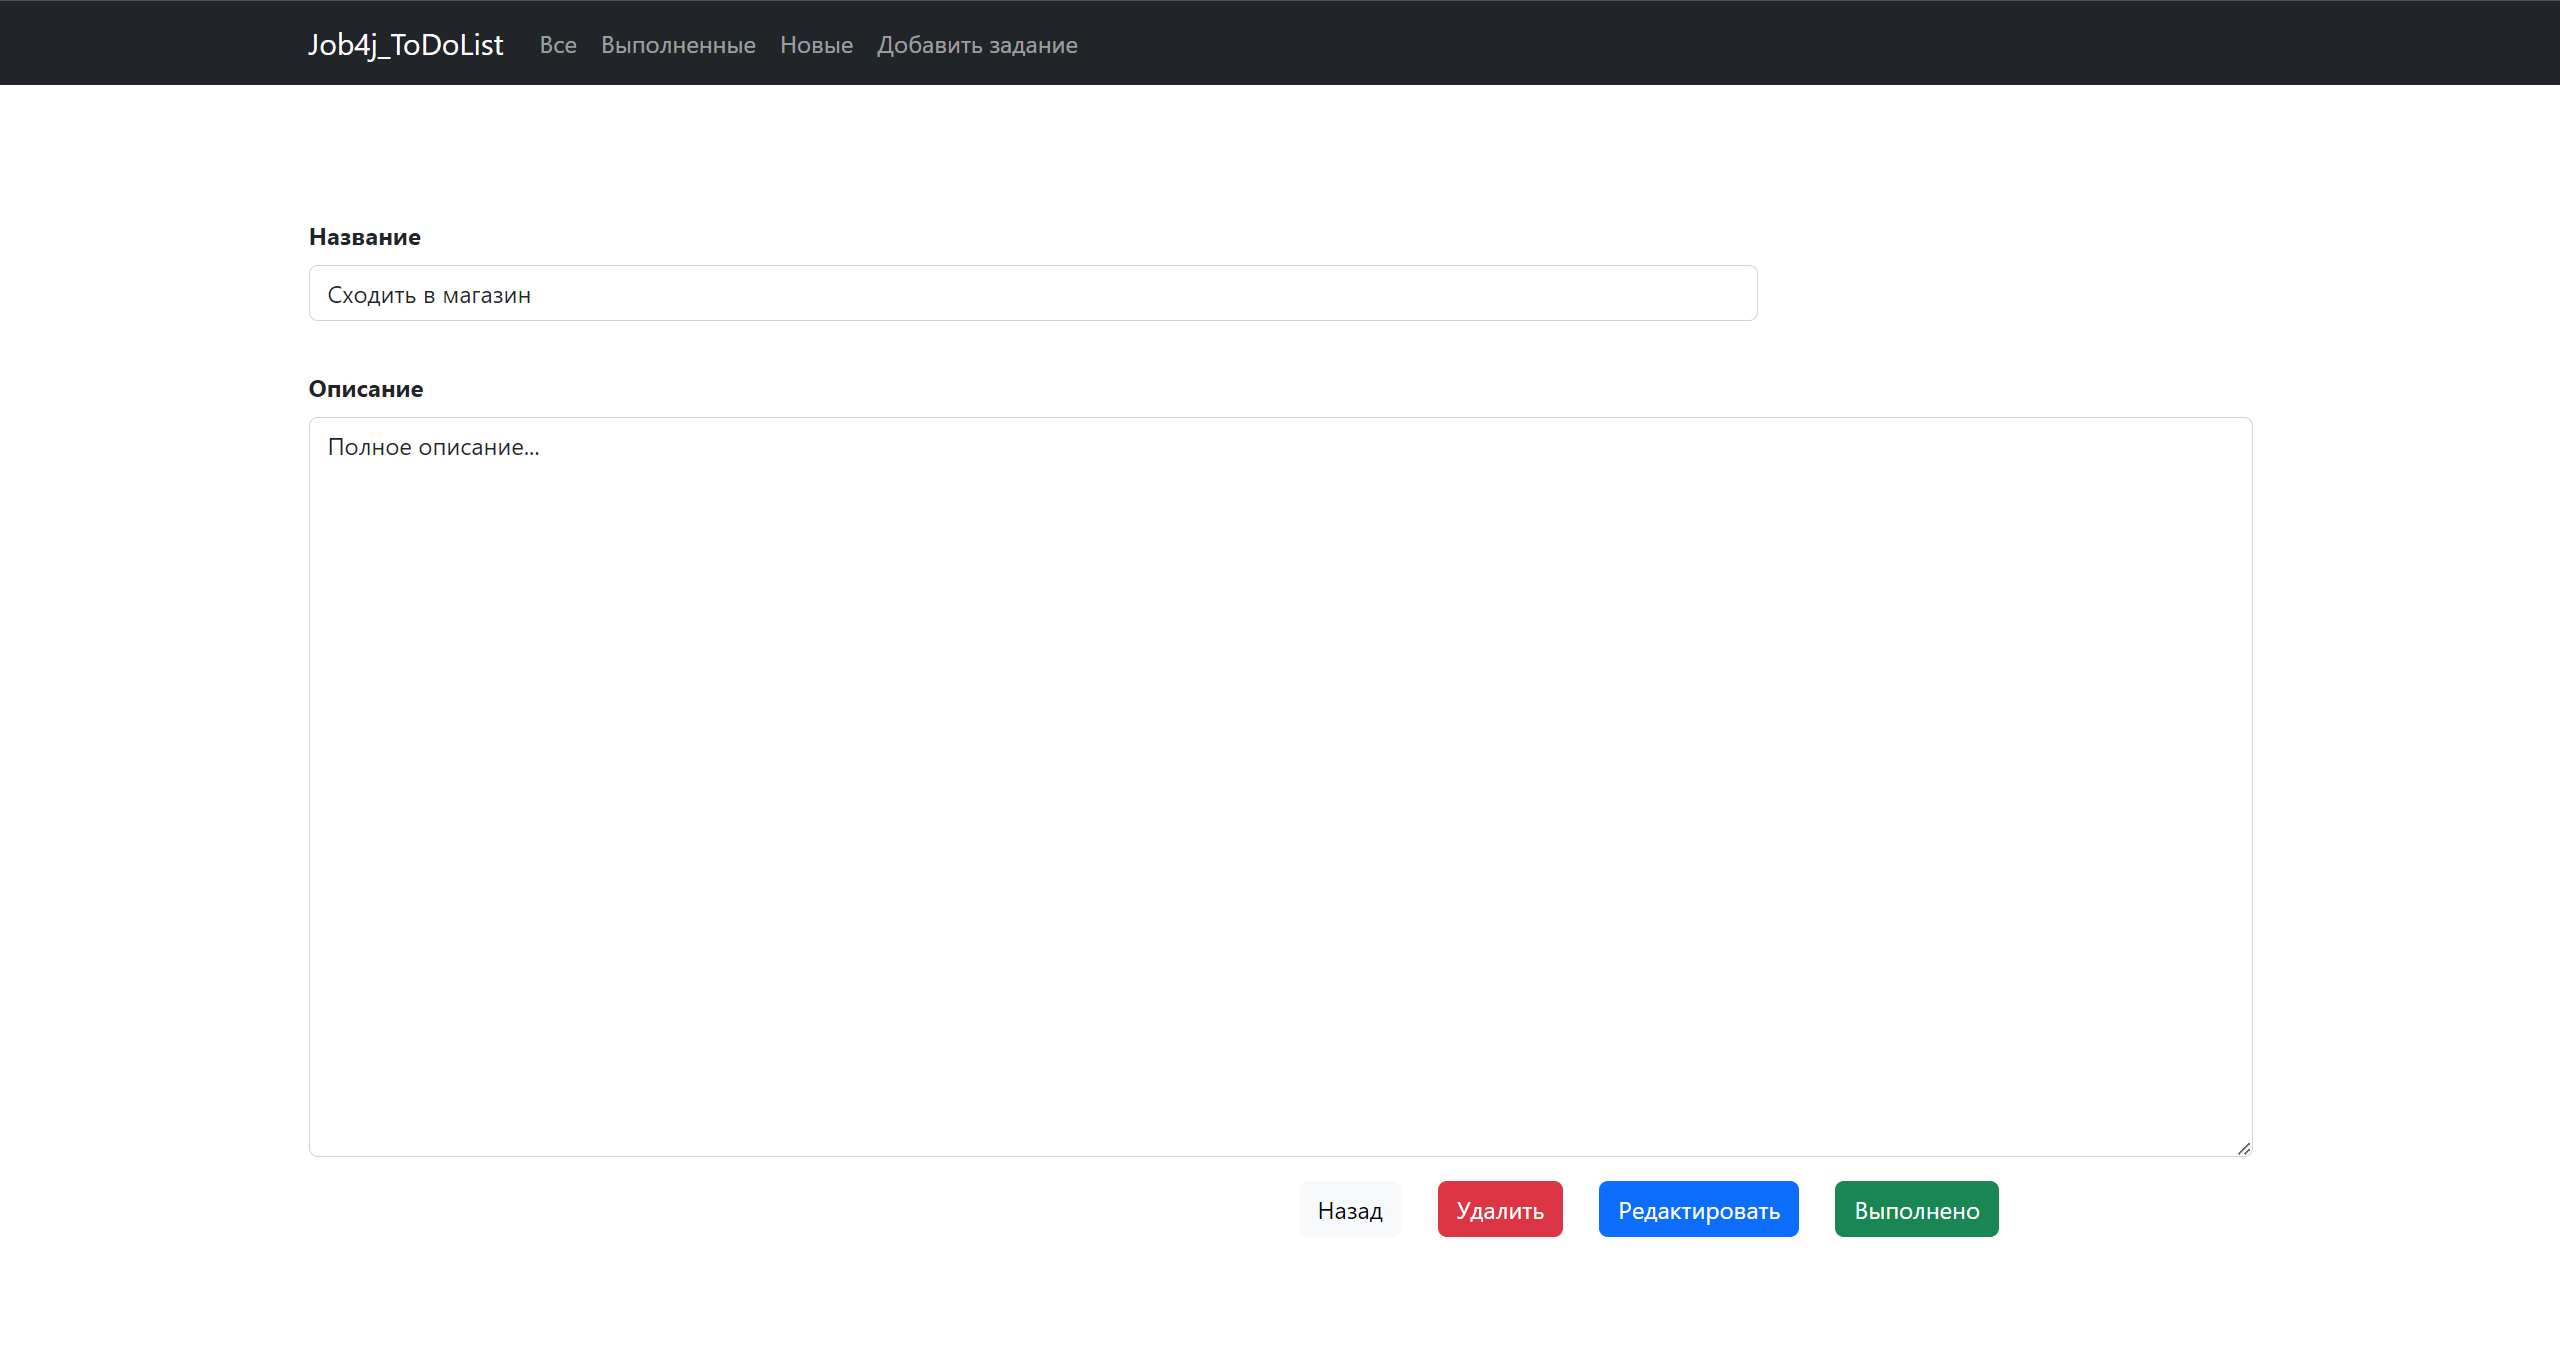 Job4j_ToDoList Все Выполненные Новые Добавить задание
Название
Сходить в магазин
Описание
Полное описание...
Назад Удалить Редактировать Выполнено